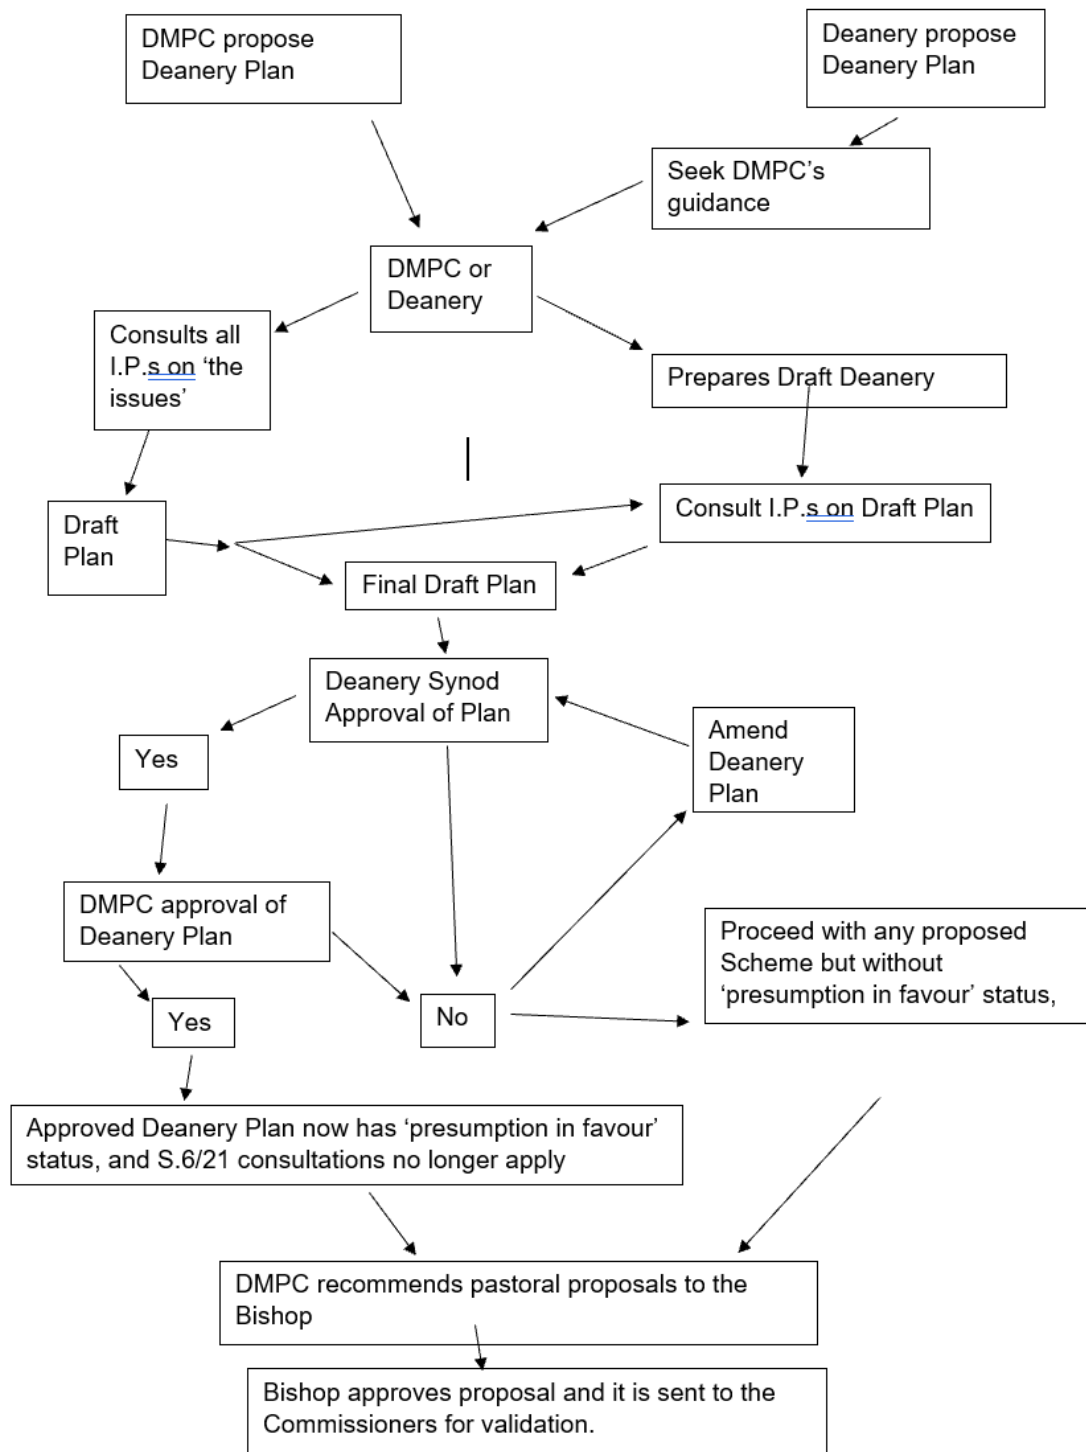 DMPC propose
Deanery Plan
Deanery propose
Deanery Plan
Seek DMPC’s
guidance
DMPC or
Deanery
Consults all
I.P.s on ‘the
issues’
Prepares Draft Deanery
Draft
Plan
Consult I.P.s on Draft Plan
Final Draft Plan
Deanery Synod
Approval of Plan
Amend
Deanery
Plan
Yes
DMPC approval of
Deanery Plan
Proceed with any proposed
Scheme but without
‘presumption in favour’ status,
Yes
No
Approved Deanery Plan now has ‘presumption in favour’
status, and S.6/21 consultations no longer apply
DMPC recommends pastoral proposals to the
Bishop
Bishop approves proposal and it is sent to the
Commissioners for validation.